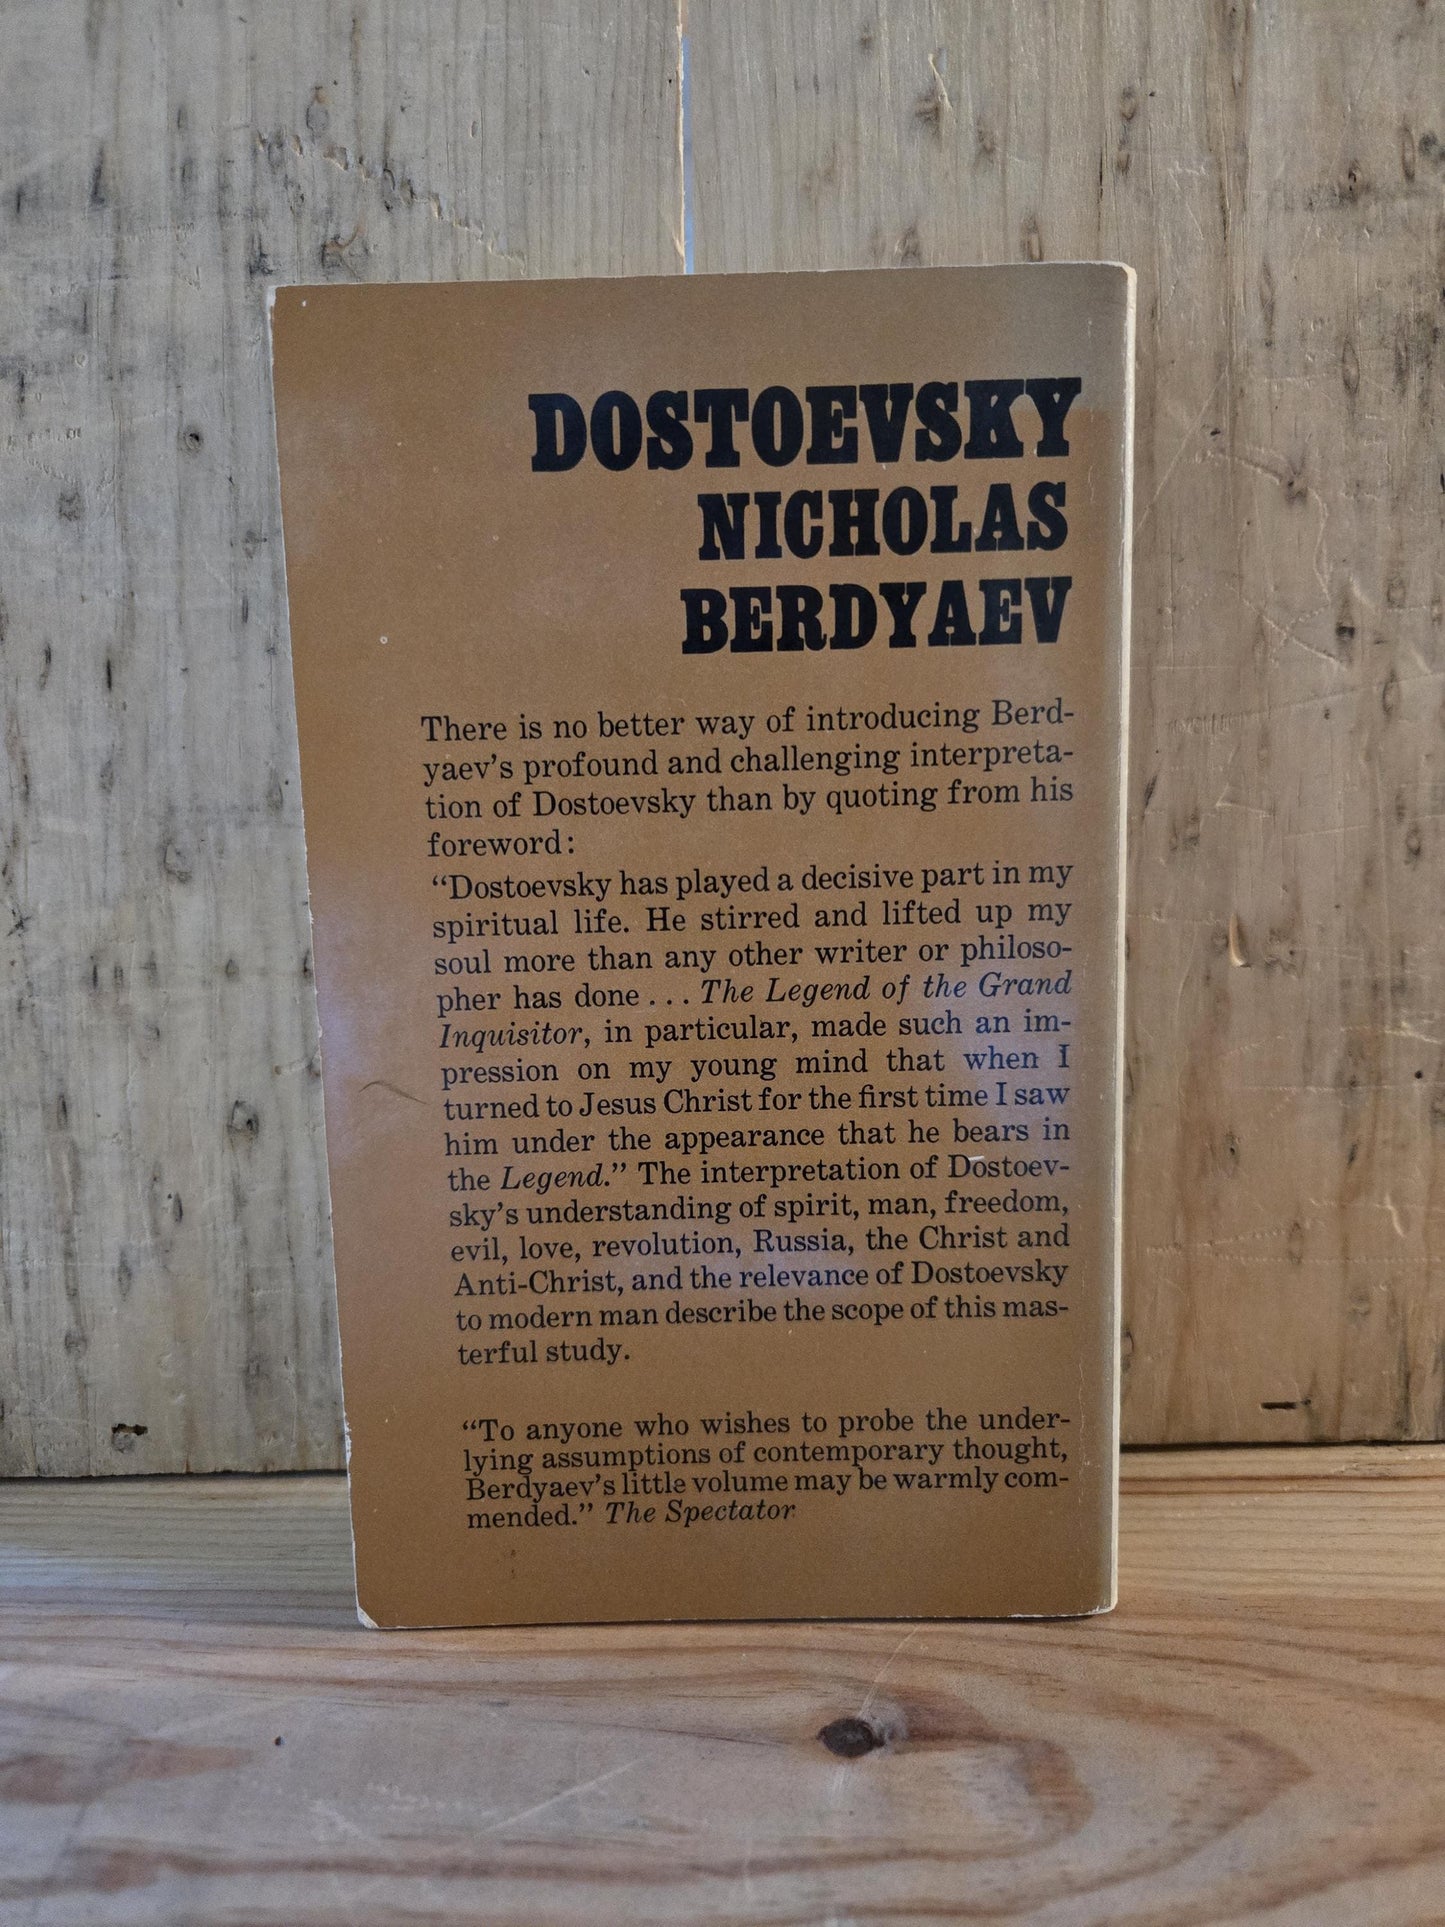 DOSTOEVSKY
NICHOLAS
BERDYAEV
There is no better way of introducing Berd-
yaev's profound and challenging interpreta-
tion of Dostoevsky than by quoting from his
foreword:
"Dostoevsky has played a decisive part in my
spiritual life. He stirred and lifted up my
soul more than any other writer or philoso-
pher has done... The Legend of the Grand
Inquisitor, in particular, made such an im-
pression on my young mind that when I
turned to Jesus Christ for the first time I saw
him under the appearance that he bears in
the Legend." The interpretation of Dostoev-
sky's understanding of spirit, man, freedom,
evil, love, revolution, Russia, the Christ and
Anti-Christ, and the relevance of Dostoevsky
to modern man describe the scope of this mas-
terful study.
"To anyone who wishes to probe the under-
lying assumptions of contemporary thought,
Berdyaev's little volume may be warmly com-
mended." The Spectator